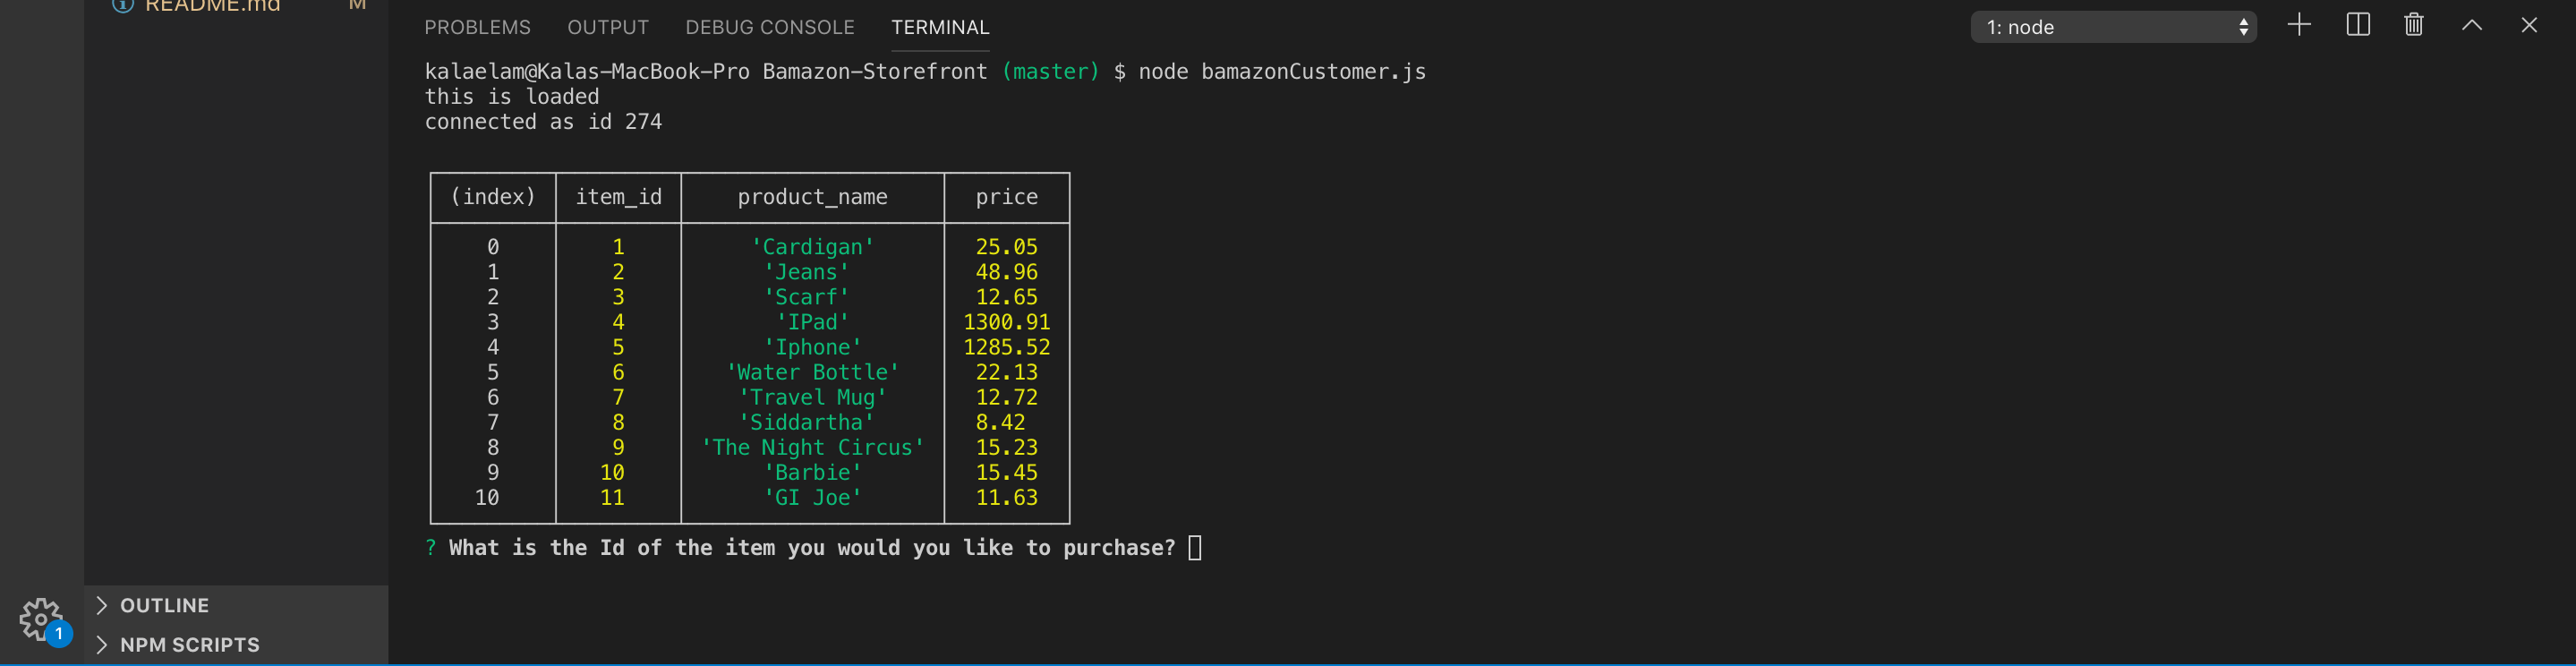 README.md M
PROBLEMS OUTPUT DEBUG CONSOLE TERMINAL 1: node
kalaelam@Kalas-MacBook-Pro Bamazon-Storefront (master) $ node bamazonCustomer.js
this is loaded
connected as id 274
(index) item_id product_name price
0 1 'Cardigan' 25.05
1 2 'Jeans' 48.96
2 3 'Scarf' 12.65
3 4 'IPad' 1300.91
4 5 'Iphone' 1285.52
5 6 'Water Bottle' 22.13
6 7 'Travel Mug' 12.72
7 8 'Siddartha' 8.42
8 9 'The Night Circus' 15.23
9 10 'Barbie' 15.45
10 11 'GI Joe' 11.63
? What is the Id of the item you would you like to purchase?
OUTLINE
1
NPM SCRIPTS